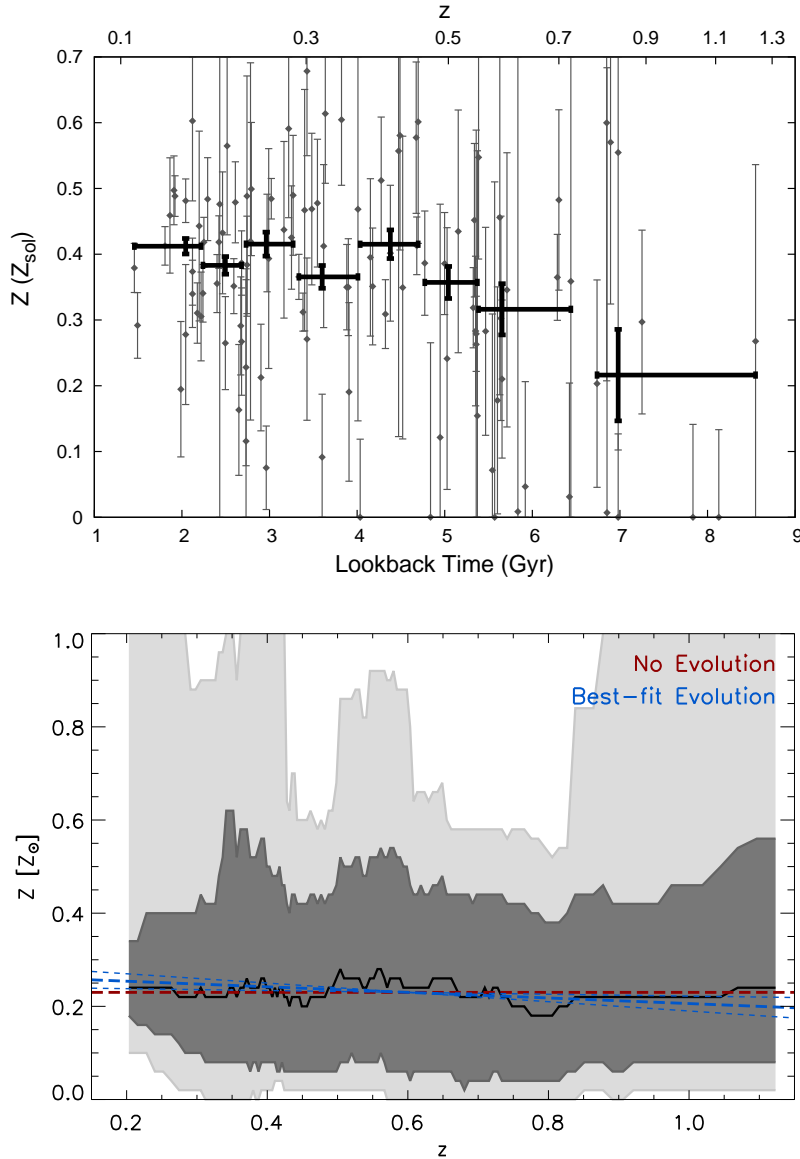 z
0.1 0.3 0.5 0.7 0.9 1.1 1.3
0.7
0.6
0.5
0.4
0.3
0.2
0.1
0
Z (Zsol)
1 2 3 4 5 6 7 8 9
Lookback Time (Gyr)
1.0
0.8
0.6
0.4
0.2
0.0
Z [Z⊙]
No Evolution
Best-fit Evolution
0.2 0.4 0.6 0.8 1.0
z